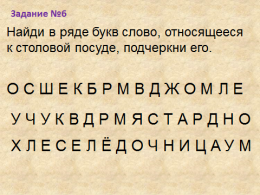 Задание №6
Найди в ряде букв слово, относящееся
к столовой посуде, подчеркни его.
О С Ш Е К Б Р М В Д Ж О М Л Е
У Ч У К В Д Р М Я С Т А Р Д Н О
Х Л Е С Е Л Ё Д О Ч Н И Ц А У М